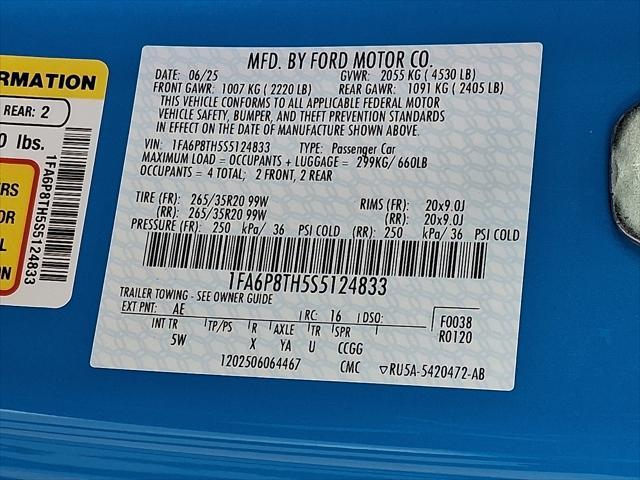 ORMATION
REAR: 2
0 lbs.
ERS
OR
L
ION
1FA6P8TH5S5124833
MFD. BY FORD MOTOR CO.
DATE: 06/25 GVWR: 2055 KG ( 4530 LB)
FRONT GAWR: 1007 KG ( 2220 LB) REAR GAWR: 1091 KG ( 2405 LB)
THIS VEHICLE CONFORMS TO ALL APPLICABLE FEDERAL MOTOR
VEHICLE SAFETY, BUMPER, AND THEFT PREVENTION STANDARDS
IN EFFECT ON THE DATE OF MANUFACTURE SHOWN ABOVE.
VIN: 1FA6P8TH5S5124833 TYPE: Passenger Car
MAXIMUM LOAD = OCCUPANTS + LUGGAGE = 299KG/ 660LB
OCCUPANTS = 4 TOTAL; 2 FRONT, 2 REAR
TIRE (FR): 265/35R20 99W RIMS (FR): 20x9.0J
(RR): 265/35R20 99W (RR): 20x9.0J
PRESSURE (FR): 250 kPa/ 36 PSI COLD (RR): 250 kPa/ 36 PSI COLD
1FA6P8TH5S5124833
TRAILER TOWING - SEE OWNER GUIDE
EXT PNT: AE RC: 16 DSO: F0038
INT TR TP/PS R AXLE TR SPR R0120
5W X YA U CCGG
1202506064467 CMC ▽RU5A-5420472-AB